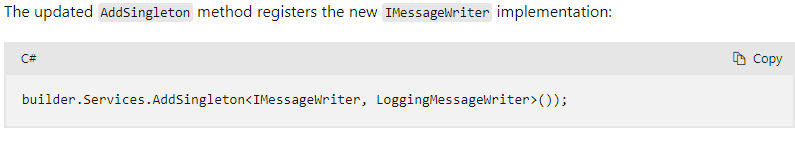 The updated AddSingleton method registers the new IMessageWriter implementation:
C# Copy
builder.Services.AddSingleton<IMessageWriter, LoggingMessageWriter>());